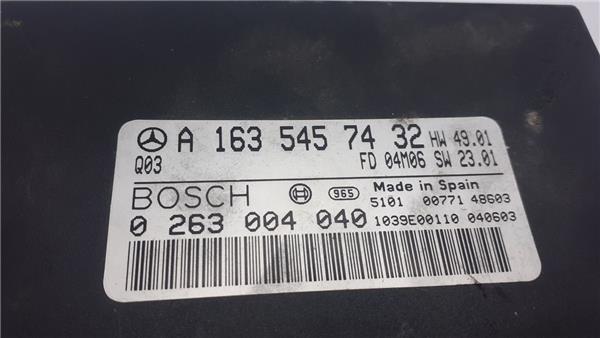 A 163 545 74 32 HW 49.01
Q03 FD 04M06 SW 23.01
BOSCH 965 Made in Spain
5101 00771 48603
0 263 004 040 1039E00110 040603